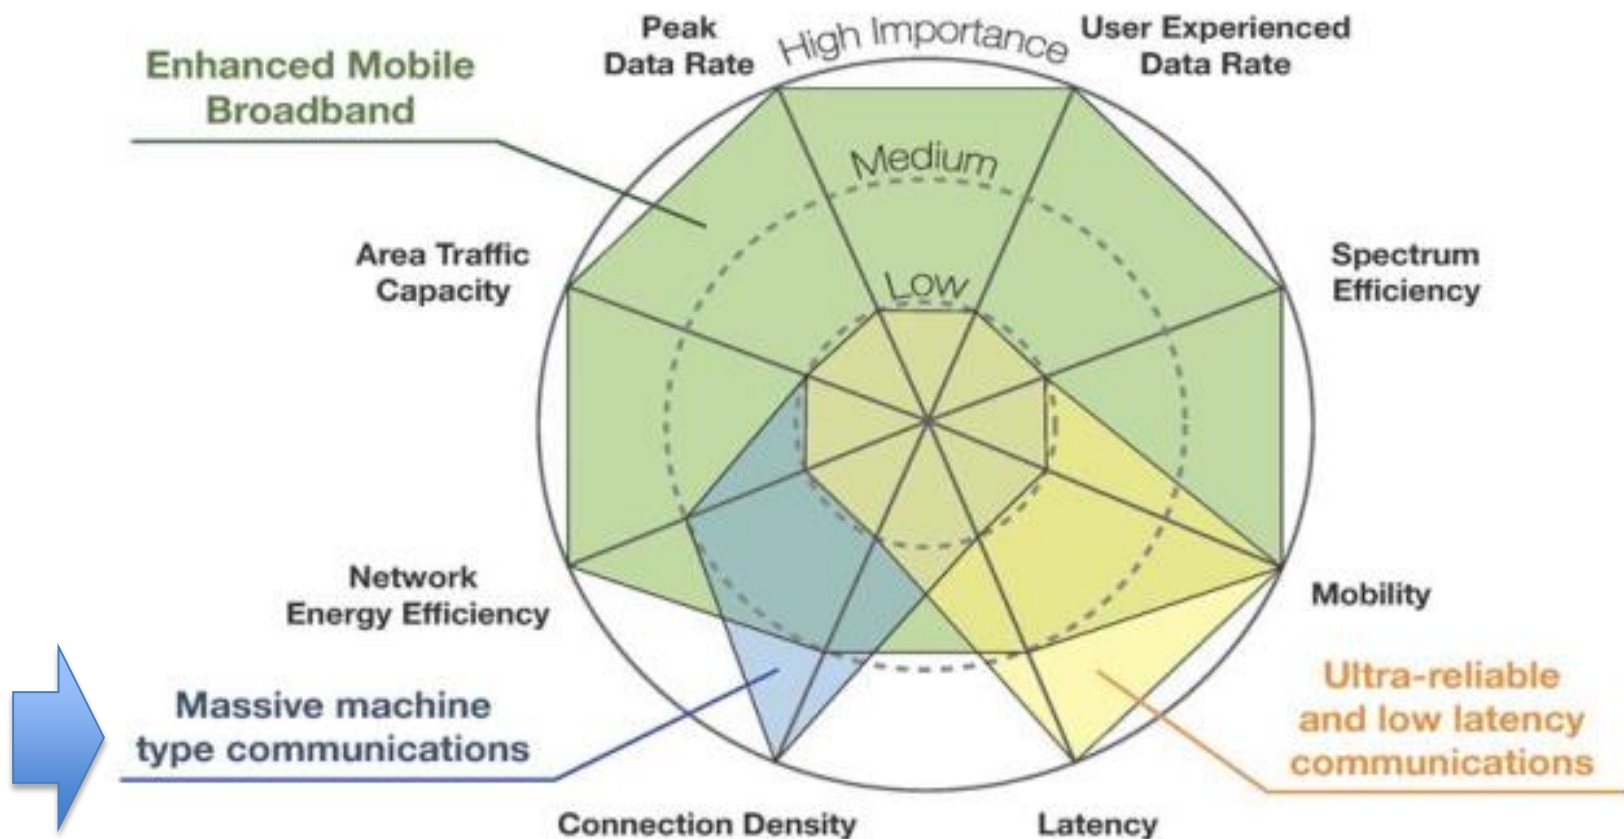 Peak
Data Rate
High Importance
User Experienced
Data Rate
Enhanced Mobile
Broadband
Medium
Area Traffic
Capacity
Low
Spectrum
Efficiency
Network
Energy Efficiency
Mobility
Massive machine
type communications
Ultra-reliable
and low latency
communications
Connection Density
Latency